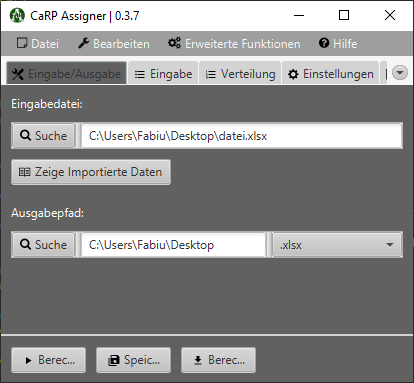 CaRP Assigner | 0.3.7
Datei Bearbeiten Erweiterte Funktionen Hilfe
Eingabe/Ausgabe Eingabe Verteilung Einstellungen
Eingabedatei:
Suche C:\Users\Fabiu\Desktop\datei.xlsx
Zeige Importierte Daten
Ausgabepfad:
Suche C:\Users\Fabiu\Desktop .xlsx
Berec... Speic... Berec...